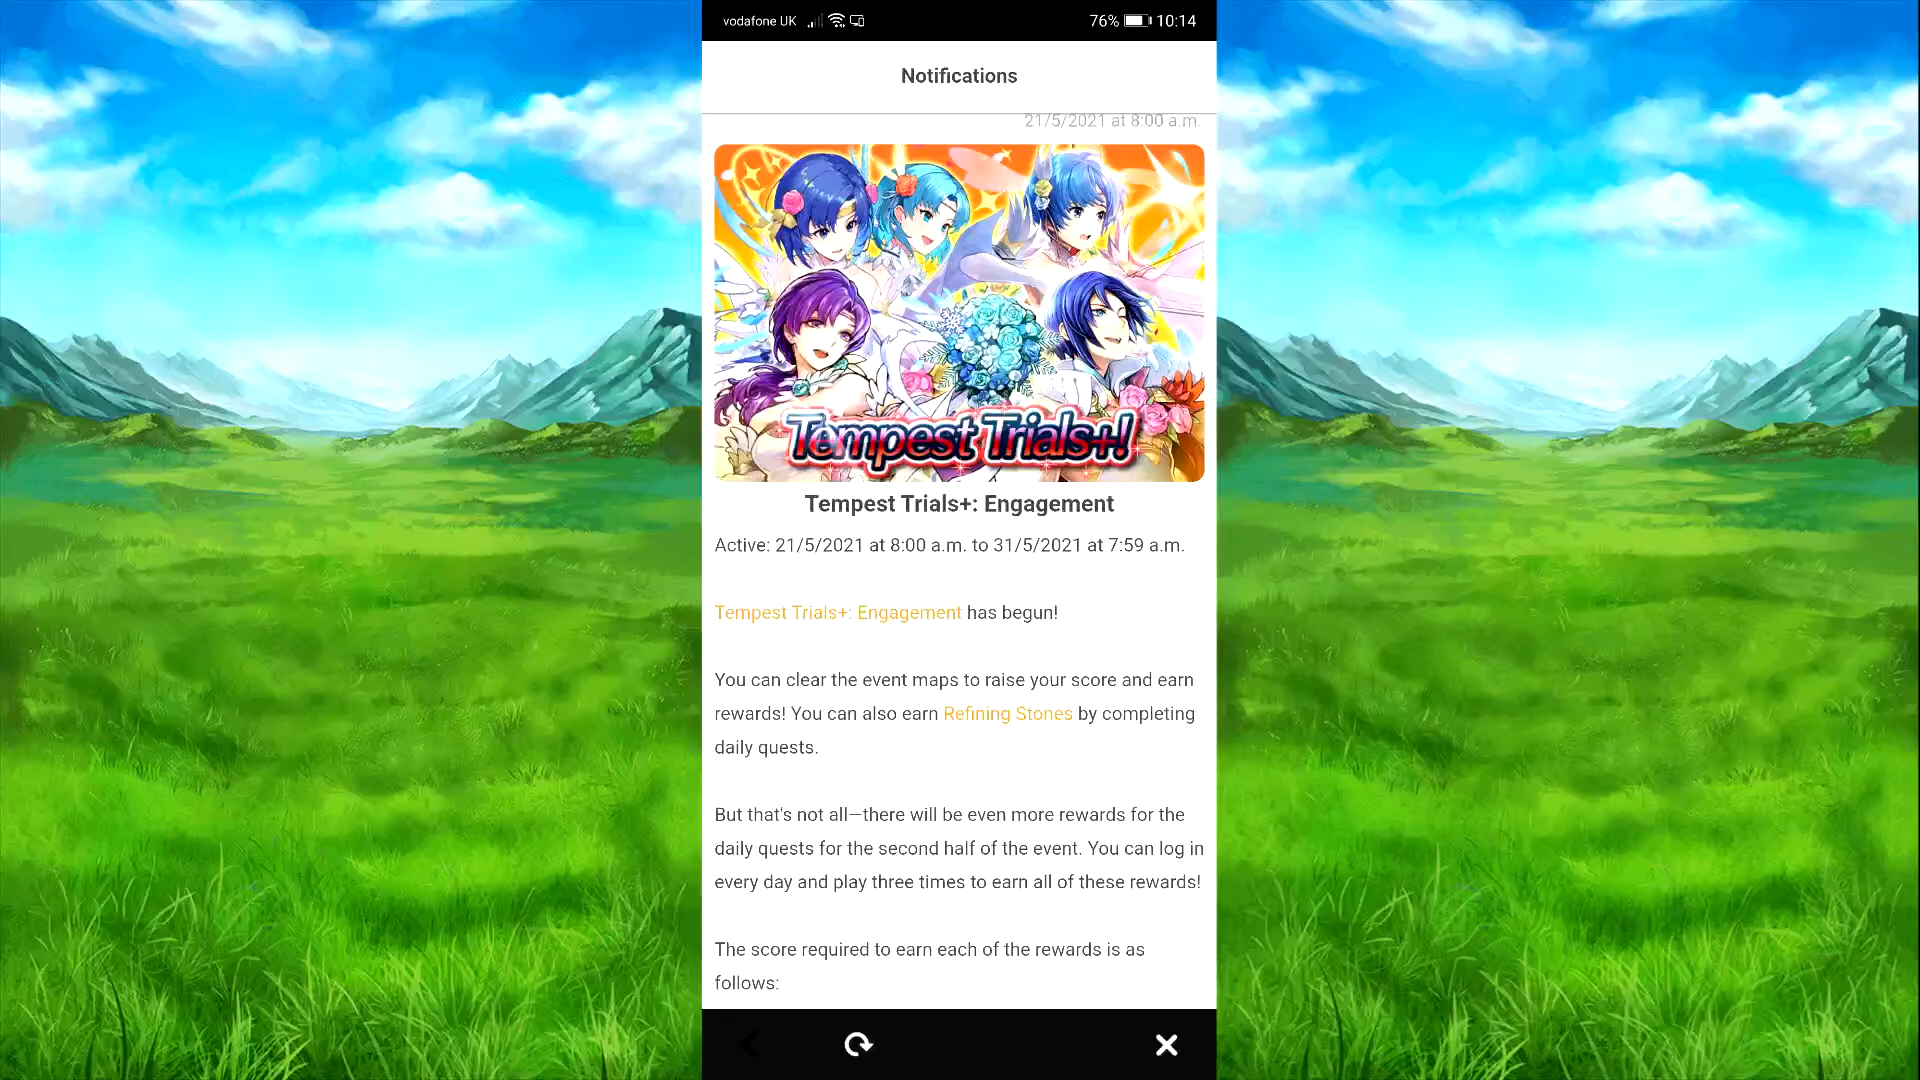 vodafone UK
76% 10:14
Notifications
21/5/2021 at 8:00 a.m.
Tempest Trials+!
Tempest Trials+: Engagement
Active: 21/5/2021 at 8:00 a.m. to 31/5/2021 at 7:59 a.m.
Tempest Trials+: Engagement has begun!
You can clear the event maps to raise your score and earn
rewards! You can also earn Refining Stones by completing
daily quests.
But that's not all—there will be even more rewards for the
daily quests for the second half of the event. You can log in
every day and play three times to earn all of these rewards!
The score required to earn each of the rewards is as
follows: